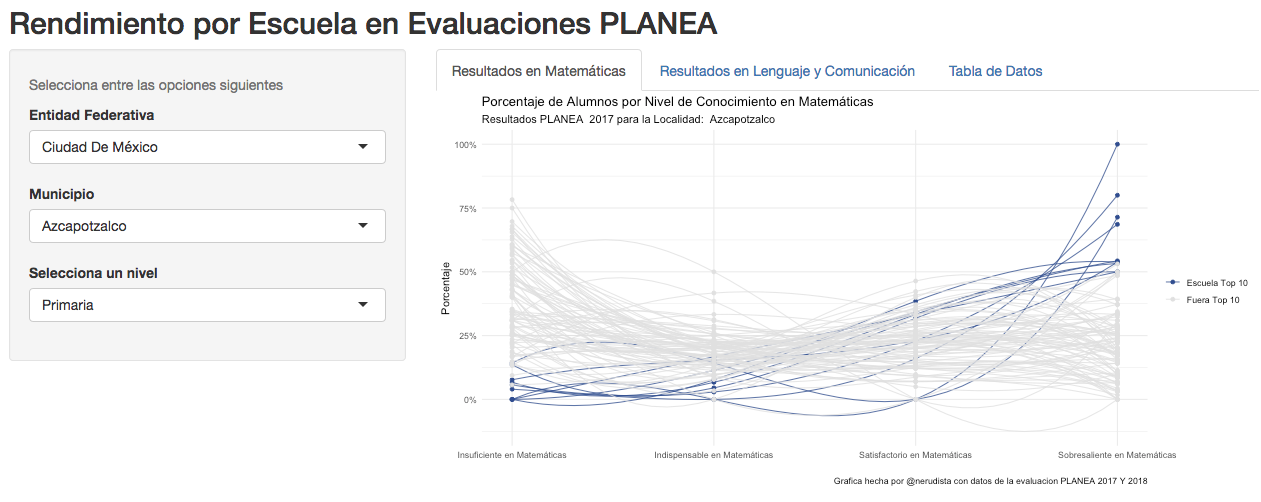 Rendimiento por Escuela en Evaluaciones PLANEA
Selecciona entre las opciones siguientes
Entidad Federativa
Ciudad De México
Municipio
Azcapotzalco
Selecciona un nivel
Primaria
Resultados en Matemáticas
Resultados en Lenguaje y Comunicación
Tabla de Datos
Porcentaje de Alumnos por Nivel de Conocimiento en Matemáticas
Resultados PLANEA 2017 para la Localidad: Azcapotzalco
Porcentaje
100%
75%
50%
25%
0%
Insuficiente en Matemáticas
Indispensable en Matemáticas
Satisfactorio en Matemáticas
Sobresaliente en Matemáticas
Escuela Top 10
Fuera Top 10
Grafica hecha por @nerudista con datos de la evaluacion PLANEA 2017 Y 2018